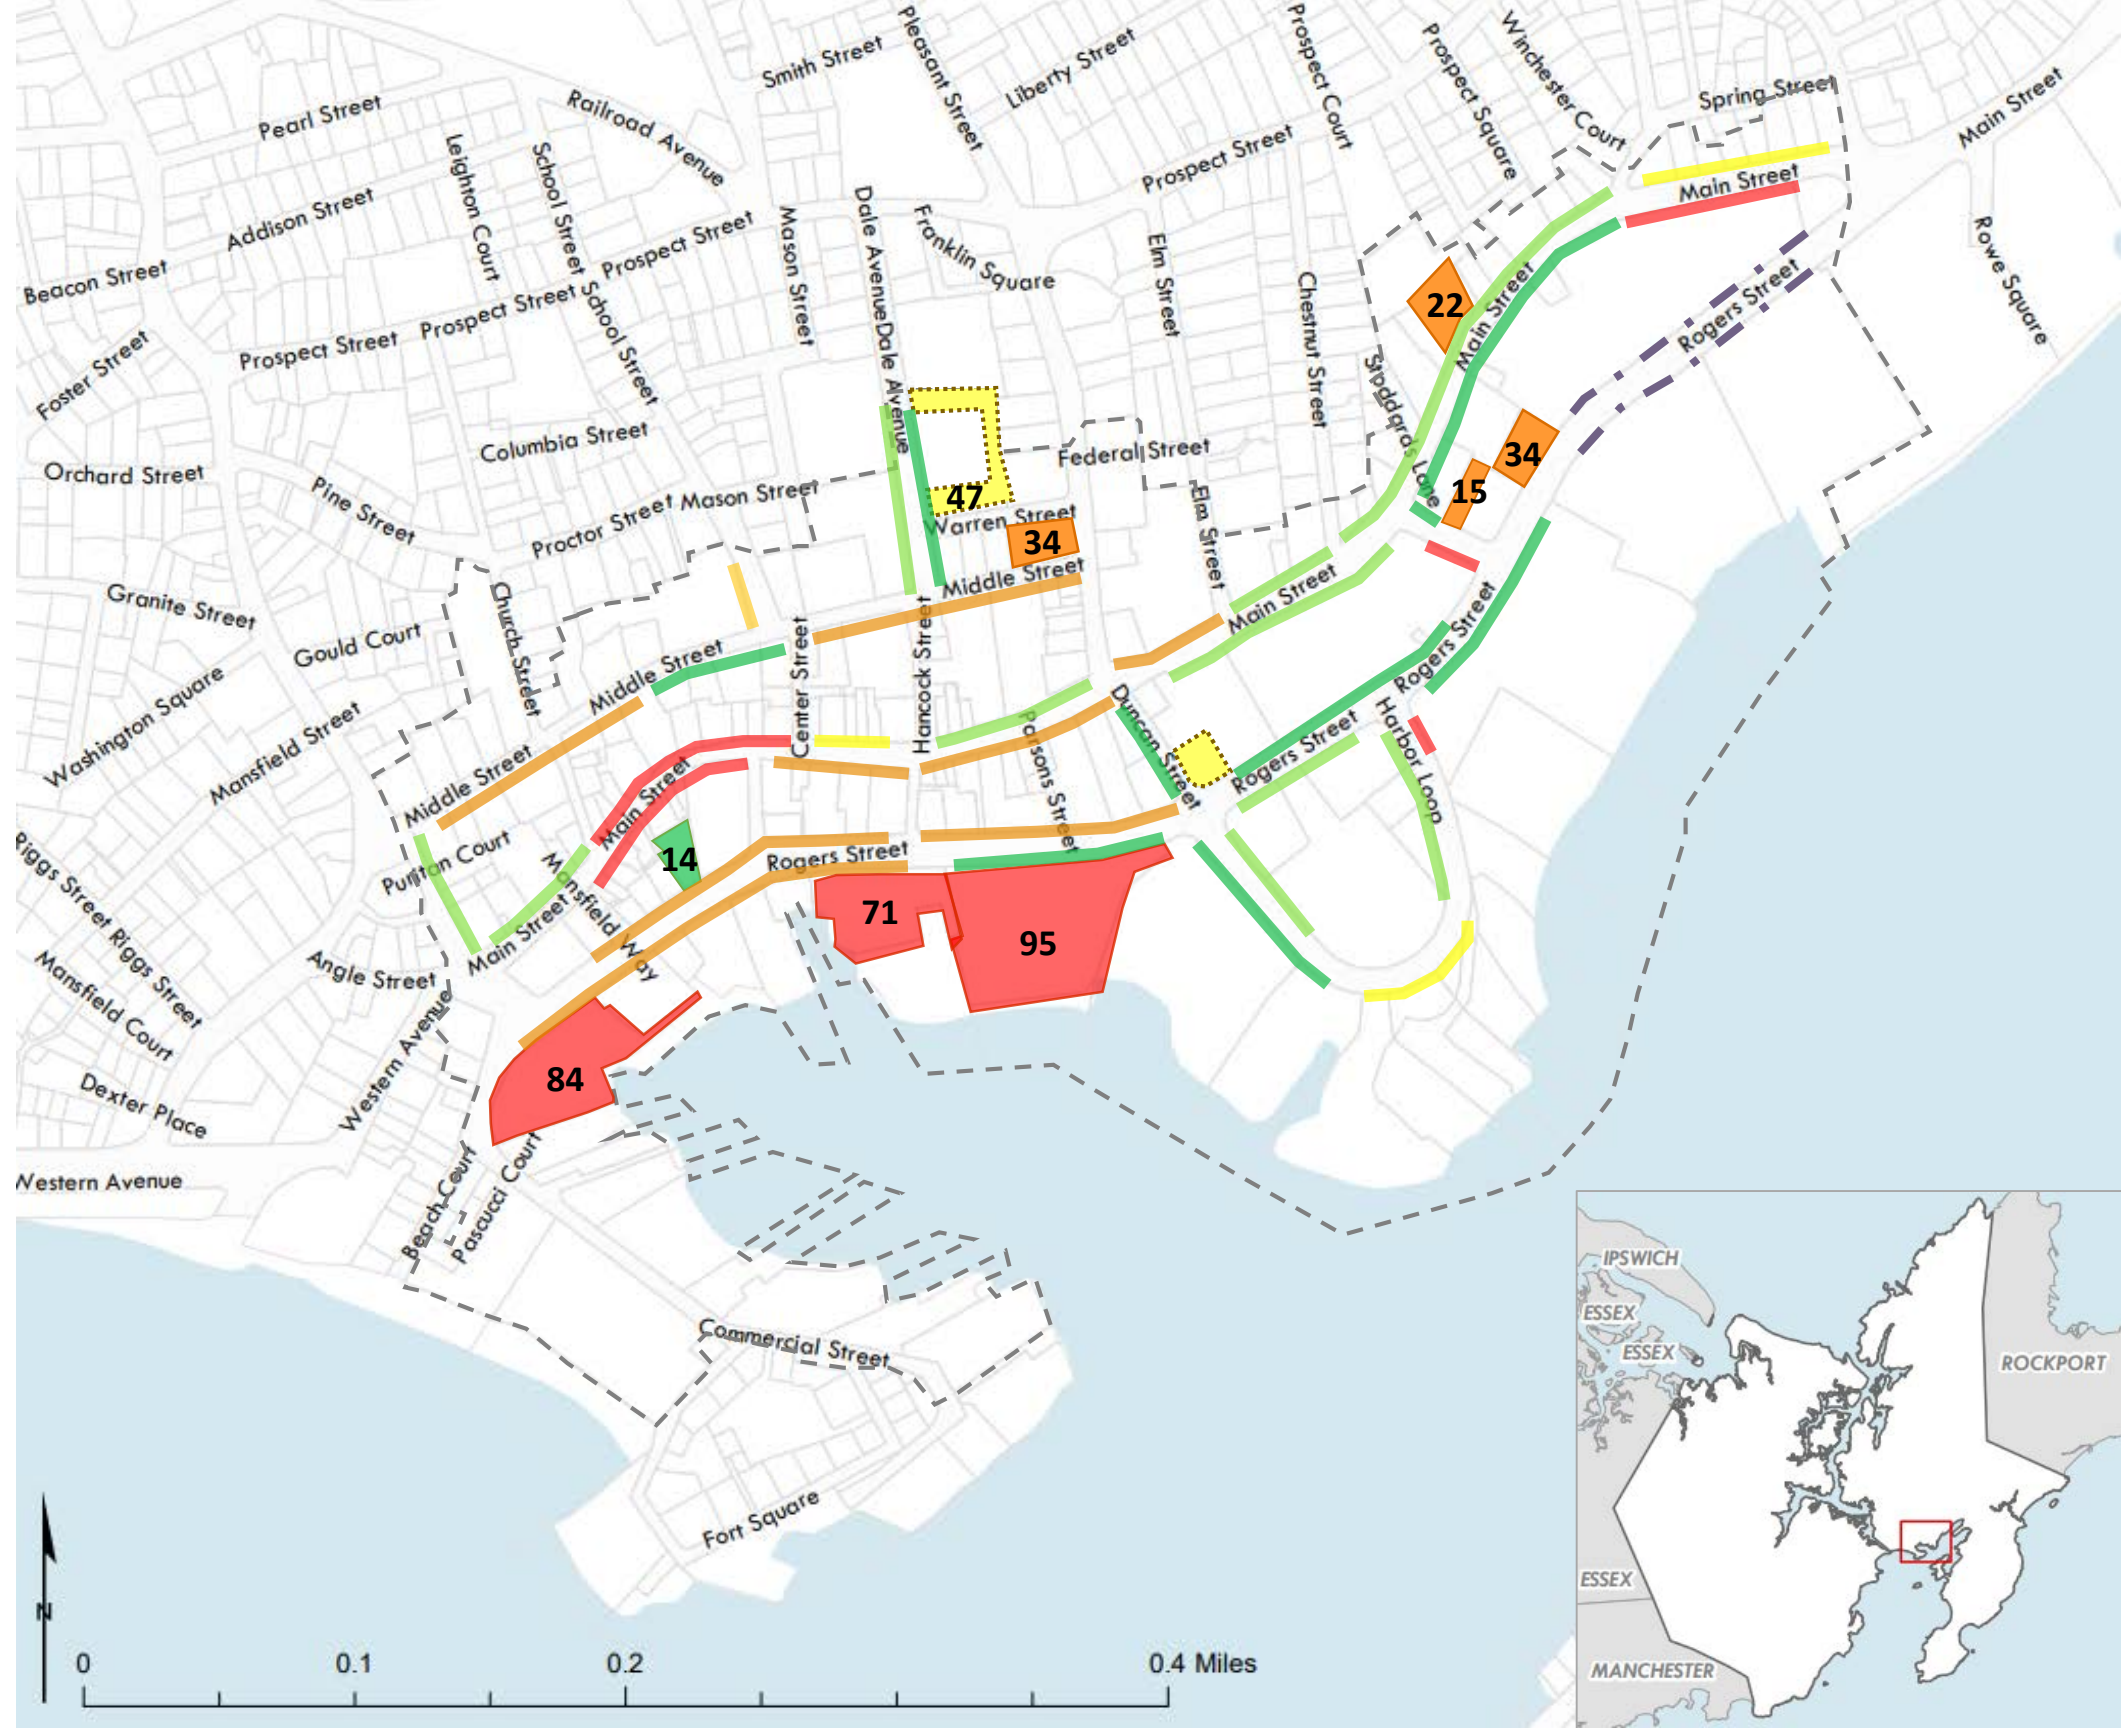 Smith Street
Pleasant Street
Liberty Street
Prospect Court
Prospect Square
Winchester Court
Spring Street
Main Street
Pearl Street
Railroad Avenue
Leighton Court
School Street
Prospect Street
Addison Street
Beacon Street
Prospect Street
Mason Street
Dale Avenue
Franklin Square
Elm Street
Chestnut Street
Main Street
Rowe Square
Foster Street
Prospect Street
Prospect Street
School Street
Dale Avenue
22
Main Street
Rogers Street
Stoddards Lane
Columbia Street
Orchard Street
Pine Street
Proctor Street
Mason Street
Federal Street
47
Warren Street
34
Middle Street
Elm Street
15
34
Granite Street
Gould Court
Church Street
Washington Square
Mansfield Street
Middle Street
Center Street
Hancock Street
Main Street
Rogers Street
Middle Street
Main Street
Parsons Street
Duncan Street
Rogers Street
Harbor Loop
Puritan Court
14
Rogers Street
Mansfield Way
71
95
Riggs Street
Riggs Street
Main Street
Angle Street
Mansfield Court
Western Avenue
84
Dexter Place
Western Avenue
Beach Court
Pascucci Court
Commercial Street
Fort Square
N
0
0.1
0.2
0.4 Miles
IPSWICH
ESSEX
ESSEX
ROCKPORT
ESSEX
MANCHESTER